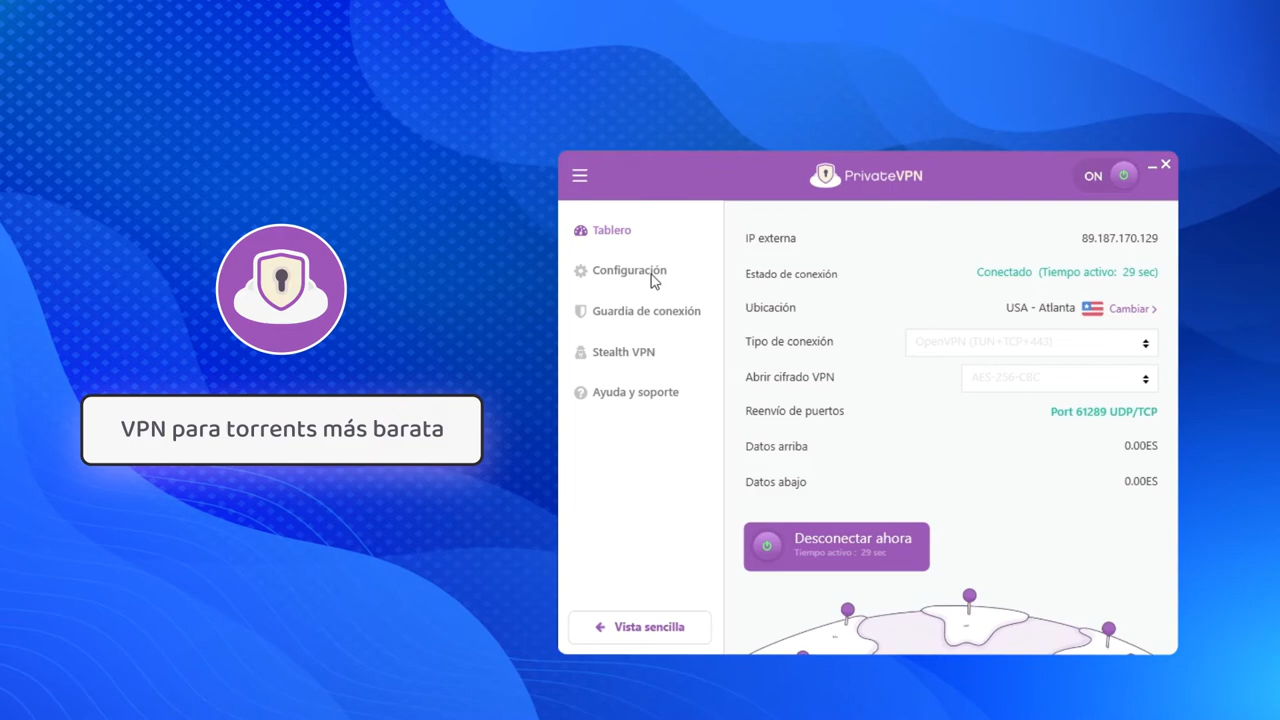 VPN para torrents más barata
PrivateVPN
ON
Tablero
Configuración
Guardia de conexión
Stealth VPN
Ayuda y soporte
Vista sencilla
IP externa 89.187.170.129
Estado de conexión Conectado (Tiempo activo: 29 sec)
Ubicación USA - Atlanta Cambiar >
Tipo de conexión OpenVPN (TUN+TCP+443)
Abrir cifrado VPN AES-256-CBC
Reenvío de puertos Port 61289 UDP/TCP
Datos arriba 0.00ES
Datos abajo 0.00ES
Desconectar ahora
Tiempo activo : 29 sec